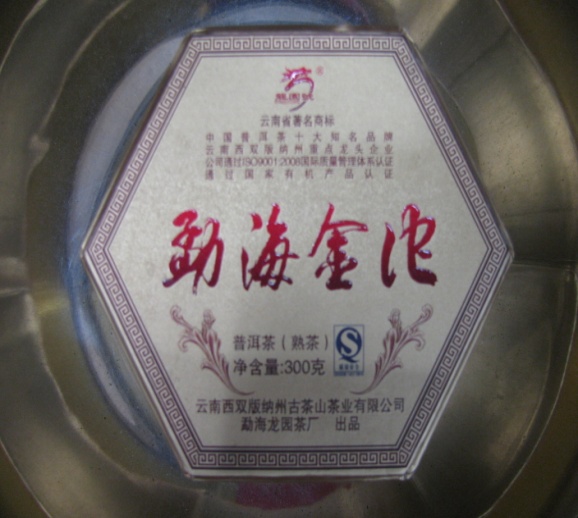 龍園號
云南省著名商标
中国普洱茶十大知名品牌
云南西双版纳州重点龙头企业
公司通过ISO9001:2008国际质量管理体系认证
通过国家有机产品认证
勐海金沱
普洱茶（熟茶）
净含量:300克
云南西双版纳州古茶山茶业有限公司
勐海龙园茶厂 出品